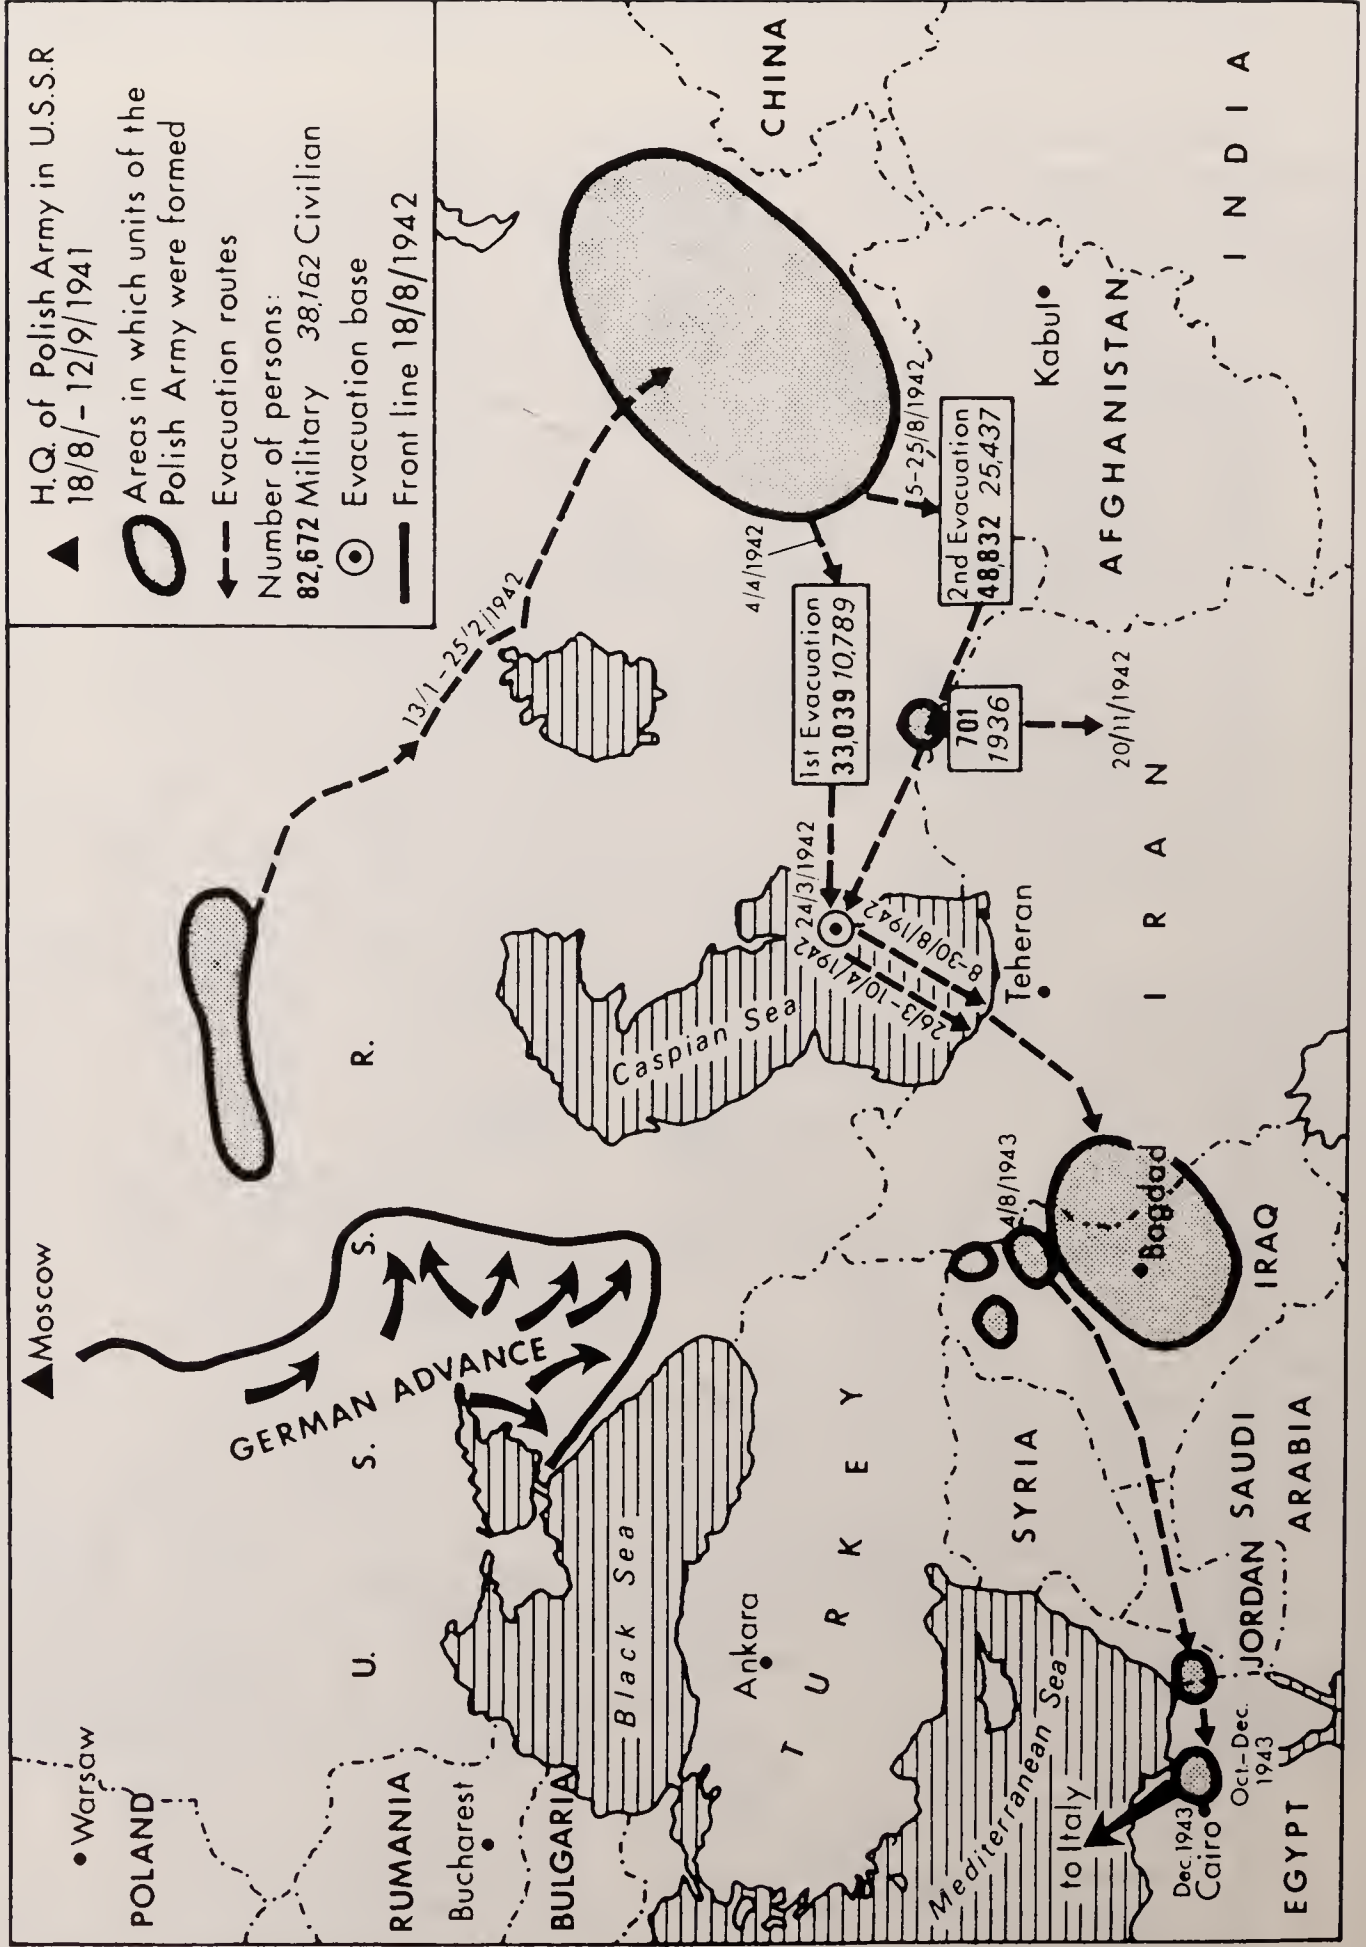 H.Q. of Polish Army in U.S.S.R
18/8/ - 12/9/1941
Areas in which units of the
Polish Army were formed
Evacuation routes
Number of persons:
82,672 Military 38,162 Civilian
Evacuation base
Front line 18/8/1942
Moscow
Warsaw
POLAND
RUMANIA
Bucharest
BULGARIA
U. S. S. R.
GERMAN ADVANCE
13/1-25/2/1942
CHINA
INDIA
Kabul
AFGHANISTAN
4/4/1942
1st Evacuation
33,039 10,789
5-25/8/1942
2nd Evacuation
48,832 25,437
701
1936
20/11/1942
24/3/1942
26/3-10/4/1942
8-30/8/1942
Caspian Sea
Teheran
IRAN
Black Sea
Ankara
TURKEY
4/8/1943
Bagdad
IRAQ
SYRIA
SAUDI
ARABIA
JORDAN
Mediterranean Sea
to Italy
Dec.1943
Cairo
Oct-Dec.
1943
EGYPT